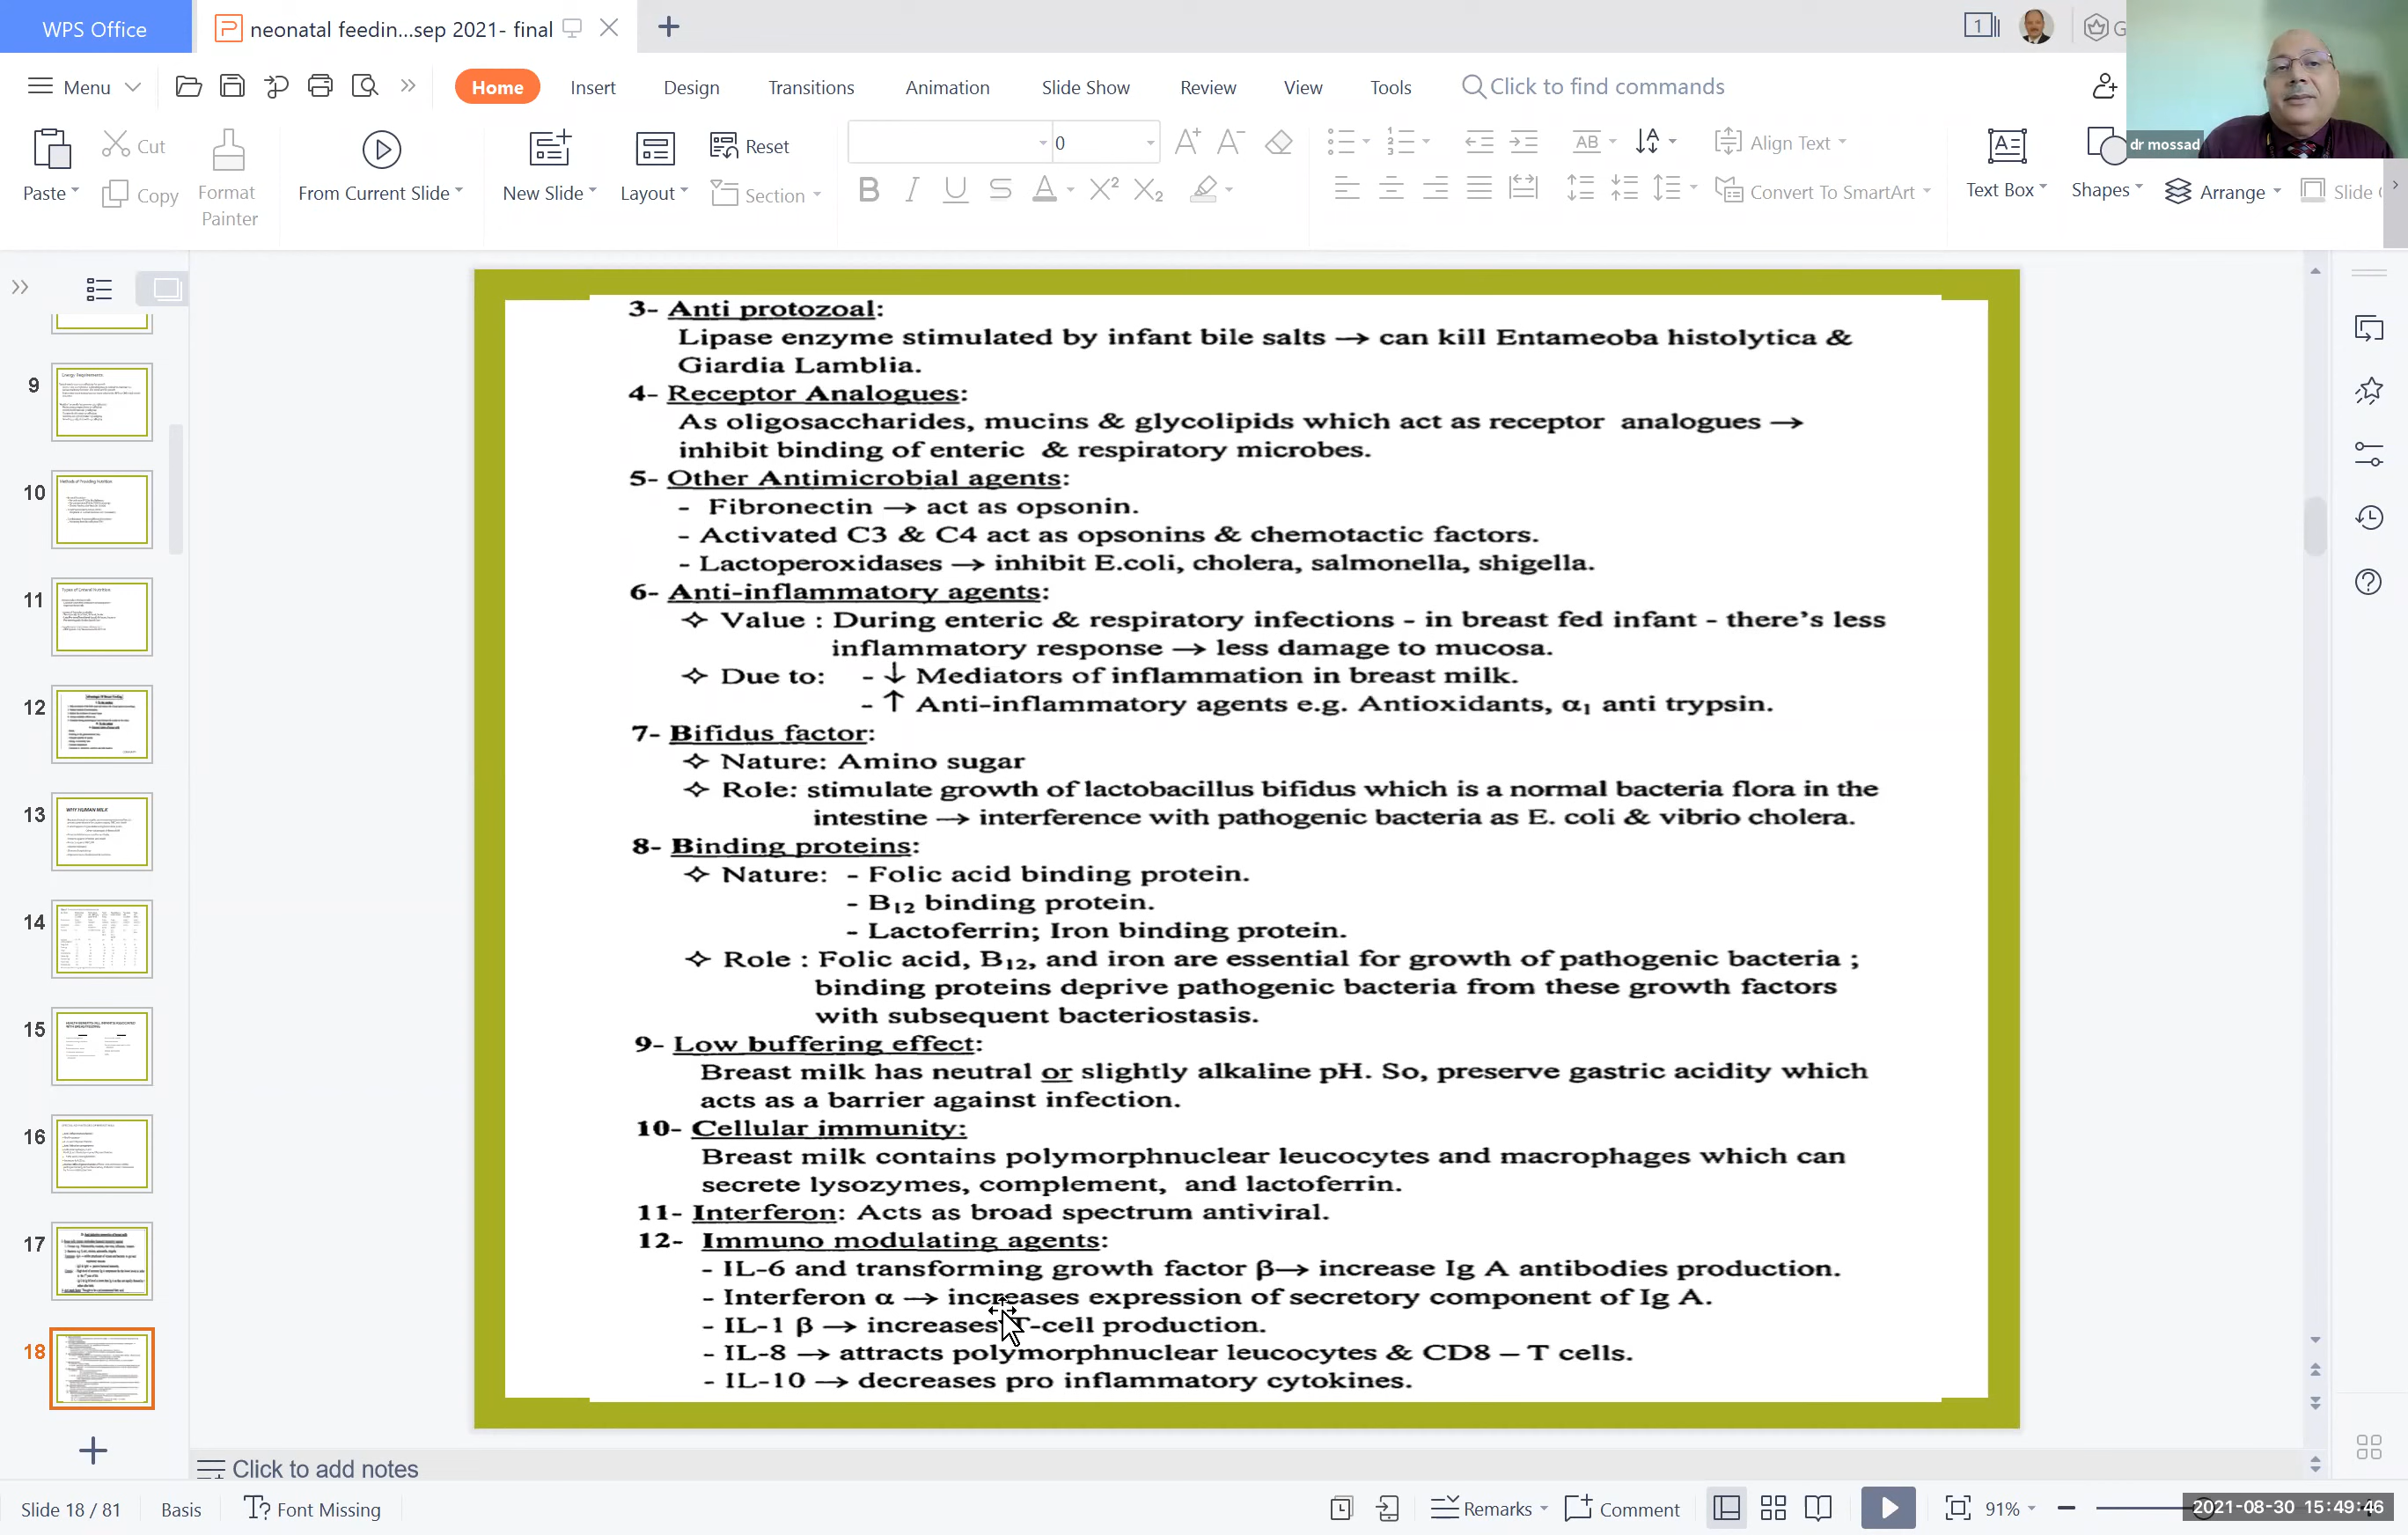 WPS Office
neonatal feedin...sep 2021- final
1
G
Menu
Home
Insert
Design
Transitions
Animation
Slide Show
Review
View
Tools
Click to find commands
dr mossad
Paste
Cut
Copy
Format
Painter
From Current Slide
New Slide
Layout
Reset
Section
0
Align Text
Convert To SmartArt
Text Box
Shapes
Arrange
Slide
9
10
11
12
13
14
15
16
17
18
3- Anti protozoal:
Lipase enzyme stimulated by infant bile salts → can kill Entameoba histolytica &
Giardia Lamblia.
4- Receptor Analogues:
As oligosaccharides, mucins & glycolipids which act as receptor analogues →
inhibit binding of enteric & respiratory microbes.
5- Other Antimicrobial agents:
- Fibronectin → act as opsonin.
- Activated C3 & C4 act as opsonins & chemotactic factors.
- Lactoperoxidases → inhibit E.coli, cholera, salmonella, shigella.
6- Anti-inflammatory agents:
✧ Value : During enteric & respiratory infections - in breast fed infant - there's less
inflammatory response → less damage to mucosa.
✧ Due to: - ↓ Mediators of inflammation in breast milk.
- ↑ Anti-inflammatory agents e.g. Antioxidants, α₁ anti trypsin.
7- Bifidus factor:
✧ Nature: Amino sugar
✧ Role: stimulate growth of lactobacillus bifidus which is a normal bacteria flora in the
intestine → interference with pathogenic bacteria as E. coli & vibrio cholera.
8- Binding proteins:
✧ Nature: - Folic acid binding protein.
- B₁₂ binding protein.
- Lactoferrin; Iron binding protein.
✧ Role : Folic acid, B₁₂, and iron are essential for growth of pathogenic bacteria ;
binding proteins deprive pathogenic bacteria from these growth factors
with subsequent bacteriostasis.
9- Low buffering effect:
Breast milk has neutral or slightly alkaline pH. So, preserve gastric acidity which
acts as a barrier against infection.
10- Cellular immunity:
Breast milk contains polymorphnuclear leucocytes and macrophages which can
secrete lysozymes, complement, and lactoferrin.
11- Interferon: Acts as broad spectrum antiviral.
12- Immuno modulating agents:
- IL-6 and transforming growth factor β→ increase Ig A antibodies production.
- Interferon α → increases expression of secretory component of Ig A.
- IL-1 β → increases T-cell production.
- IL-8 → attracts polymorphnuclear leucocytes & CD8 – T cells.
- IL-10 → decreases pro inflammatory cytokines.
Click to add notes
Slide 18 / 81
Basis
Font Missing
Remarks
Comment
91%
2021-08-30 15:49:46